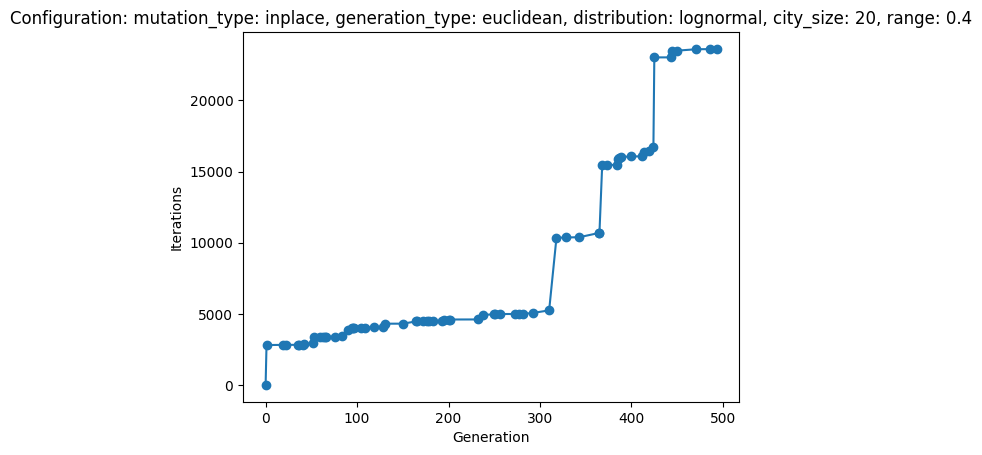 Configuration: mutation_type: inplace, generation_type: euclidean, distribution: lognormal, city_size: 20, range: 0.4
20000
15000
10000
5000
0
Iterations
0 100 200 300 400 500
Generation